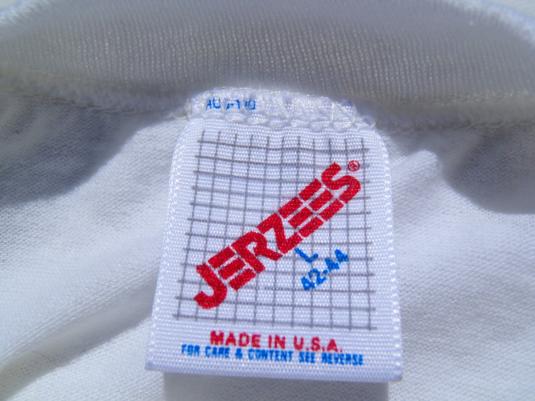 JERZEES®
L
42-44
MADE IN U.S.A.
FOR CARE & CONTENT SEE REVERSE